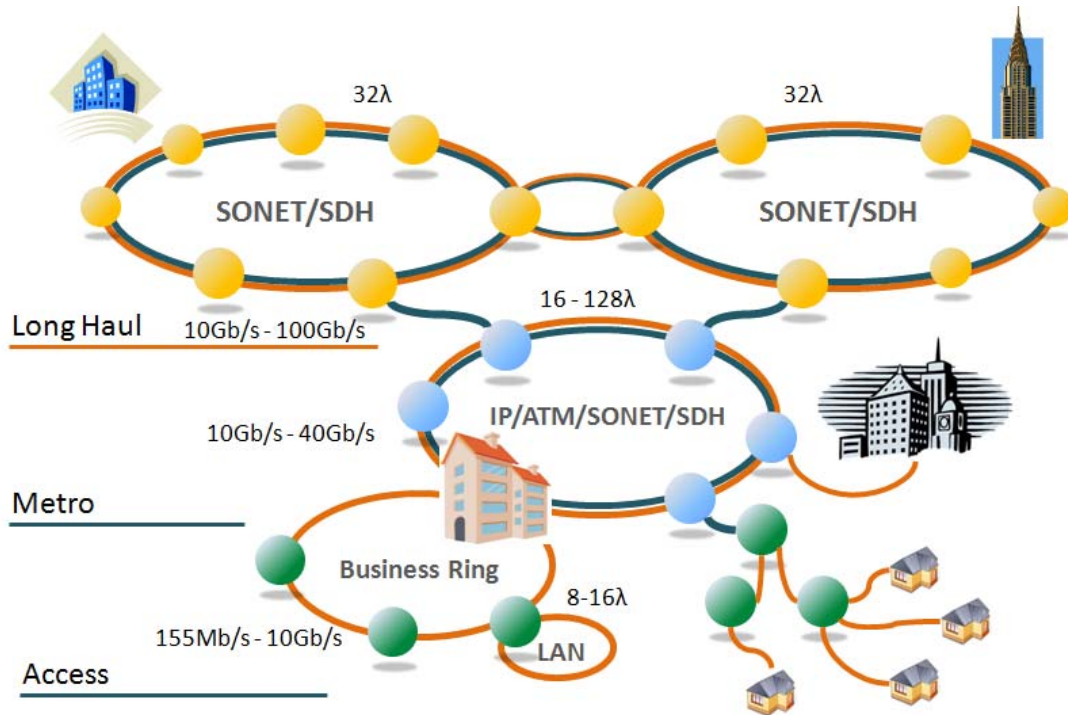 32λ
32λ
SONET/SDH
SONET/SDH
16 - 128λ
Long Haul
10Gb/s - 100Gb/s
IP/ATM/SONET/SDH
10Gb/s - 40Gb/s
Metro
Business Ring
8-16λ
155Mb/s - 10Gb/s
LAN
Access